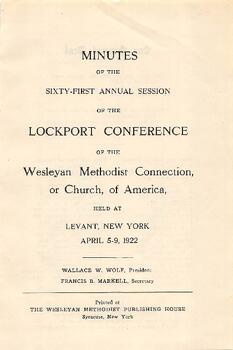 MINUTES
OF THE
SIXTY-FIRST ANNUAL SESSION
OF THE
LOCKPORT CONFERENCE
OF THE
Wesleyan Methodist Connection,
or Church, of America,
HELD AT
LEVANT, NEW YORK
APRIL 5-9, 1922
WALLACE W. WOLF, President
FRANCIS B. MARKELL, Secretary
Printed at
THE WESLEYAN METHODIST PUBLISHING HOUSE
Syracuse, New York